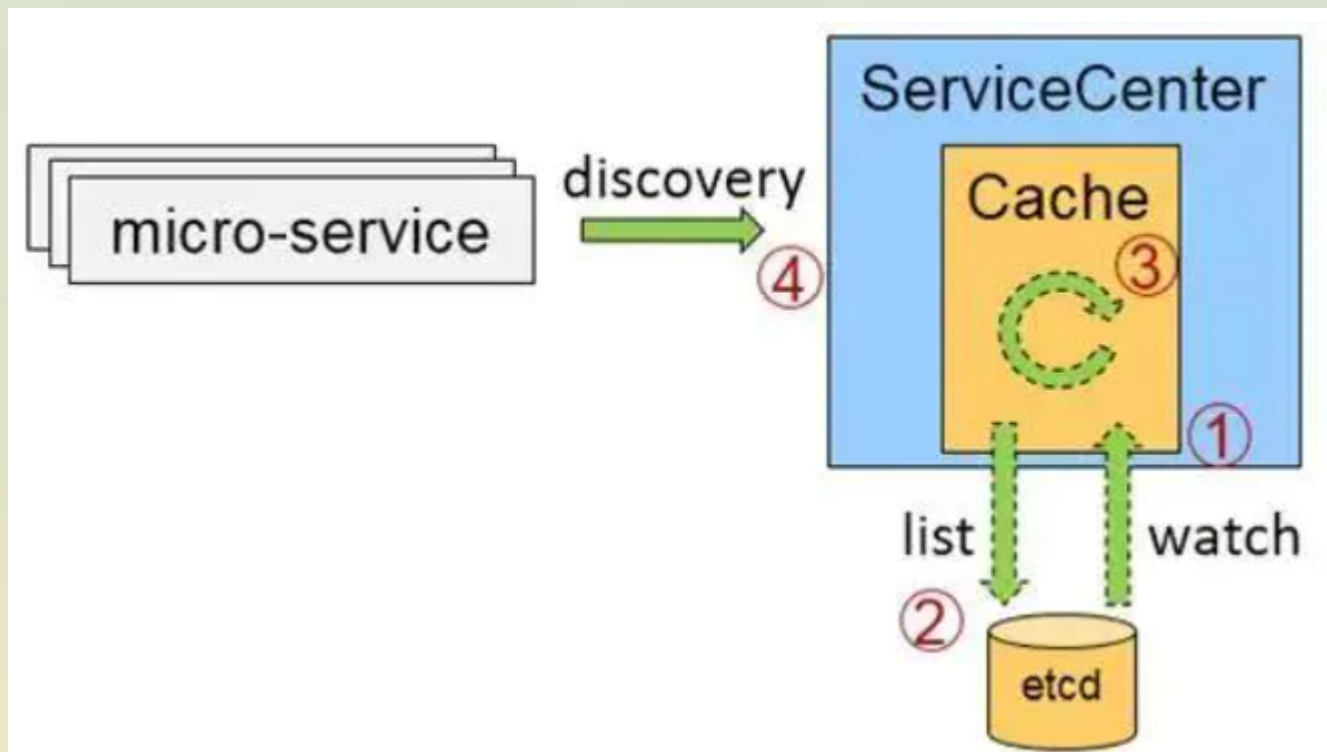 ServiceCenter
Cache
discovery
micro-service
③
④
①
list
watch
②
etcd